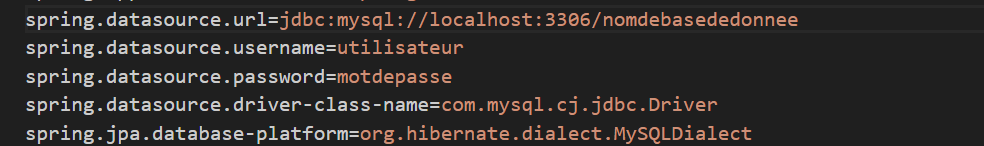 spring.datasource.url=jdbc:mysql://localhost:3306/nomdebasededonnee
spring.datasource.username=utilisateur
spring.datasource.password=motdepasse
spring.datasource.driver-class-name=com.mysql.cj.jdbc.Driver
spring.jpa.database-platform=org.hibernate.dialect.MySQLDialect